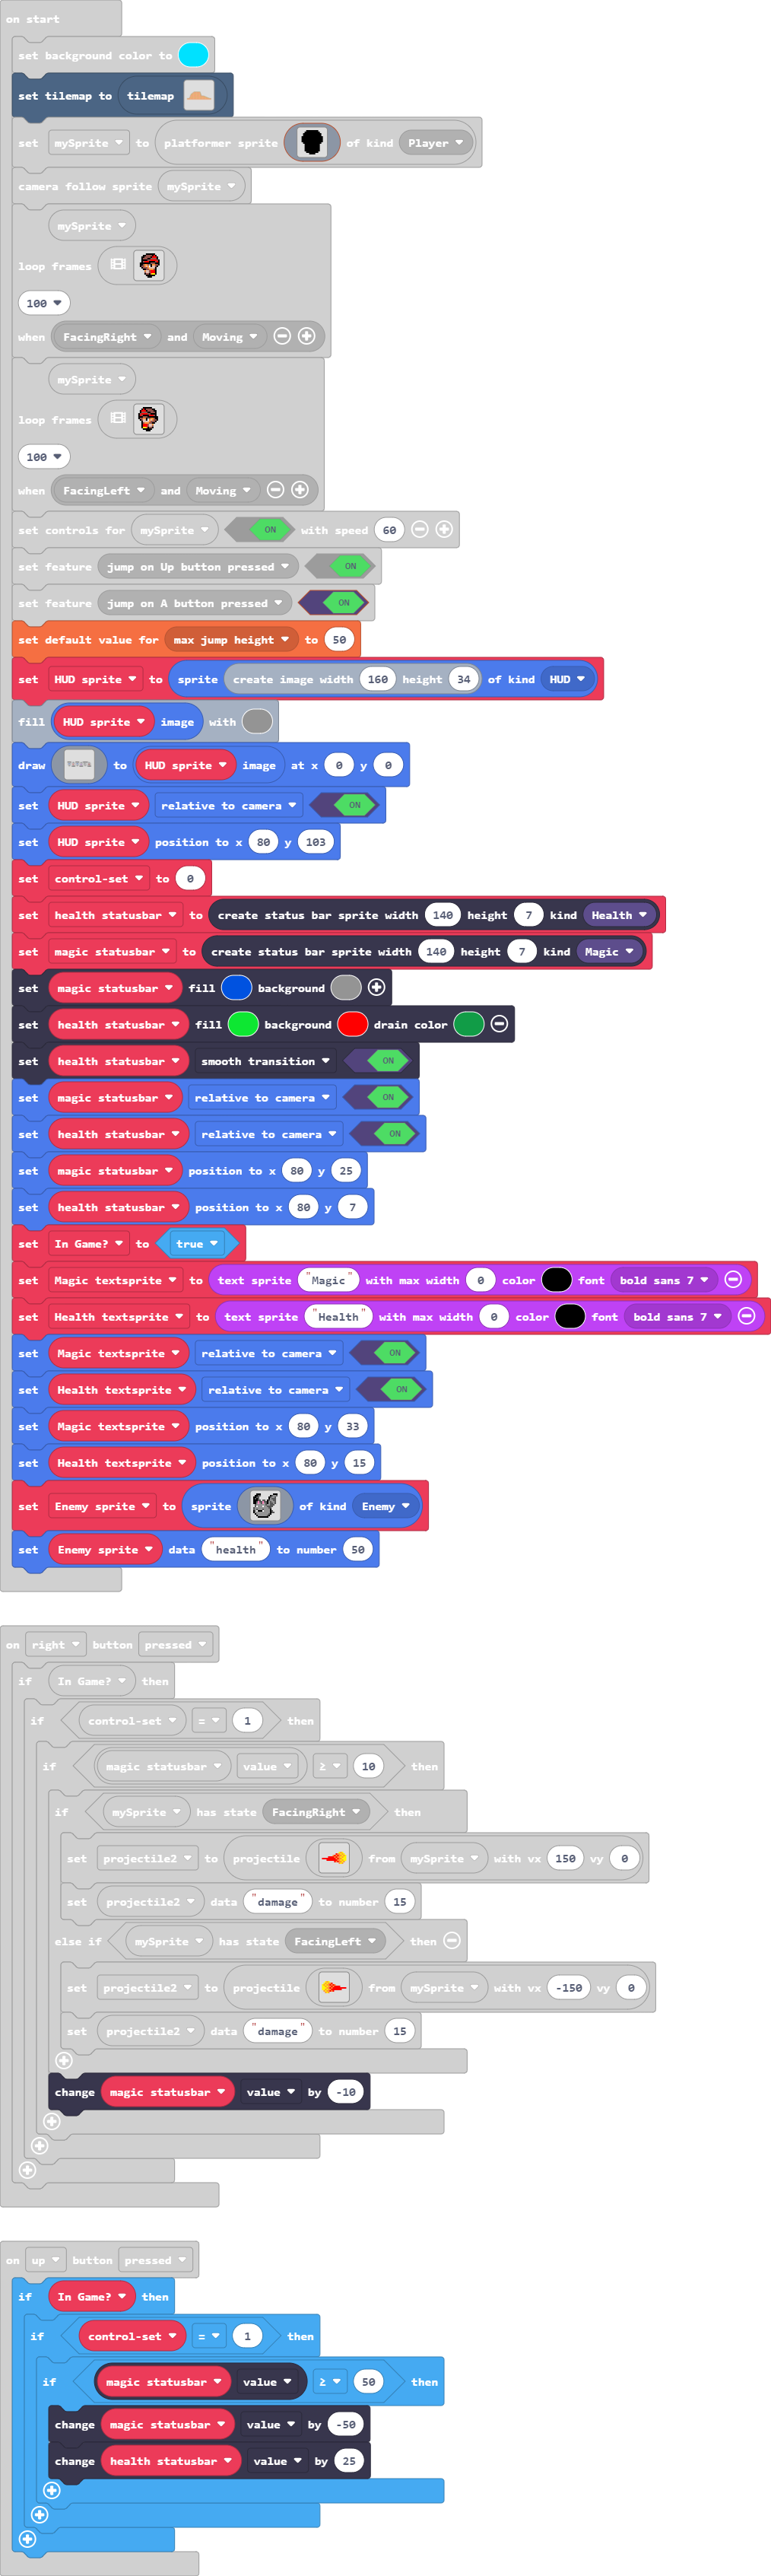 on start
set background color to
set tilemap to tilemap
set mySprite to platformer sprite of kind Player
camera follow sprite mySprite
mySprite
loop frames
100
when FacingRight and Moving
mySprite
loop frames
100
when FacingLeft and Moving
set controls for mySprite ON with speed 60
set feature jump on Up button pressed ON
set feature jump on A button pressed ON
set default value for max jump height to 50
set HUD sprite to sprite create image width 160 height 34 of kind HUD
fill HUD sprite image with
draw to HUD sprite image at x 0 y 0
set HUD sprite relative to camera ON
set HUD sprite position to x 80 y 103
set control-set to 0
set health statusbar to create status bar sprite width 140 height 7 kind Health
set magic statusbar to create status bar sprite width 140 height 7 kind Magic
set magic statusbar fill background
set health statusbar fill background drain color
set health statusbar smooth transition ON
set magic statusbar relative to camera ON
set health statusbar relative to camera ON
set magic statusbar position to x 80 y 25
set health statusbar position to x 80 y 7
set In Game? to true
set Magic textsprite to text sprite "Magic" with max width 0 color font bold sans 7
set Health textsprite to text sprite "Health" with max width 0 color font bold sans 7
set Magic textsprite relative to camera ON
set Health textsprite relative to camera ON
set Magic textsprite position to x 80 y 33
set Health textsprite position to x 80 y 15
set Enemy sprite to sprite of kind Enemy
set Enemy sprite data "health" to number 50
on right button pressed
if In Game? then
if control-set = 1 then
if magic statusbar value ≥ 10 then
if mySprite has state FacingRight then
set projectile2 to projectile from mySprite with vx 150 vy 0
set projectile2 data "damage" to number 15
else if mySprite has state FacingLeft then
set projectile2 to projectile from mySprite with vx -150 vy 0
set projectile2 data "damage" to number 15
change magic statusbar value by -10
on up button pressed
if In Game? then
if control-set = 1 then
if magic statusbar value ≥ 50 then
change magic statusbar value by -50
change health statusbar value by 25